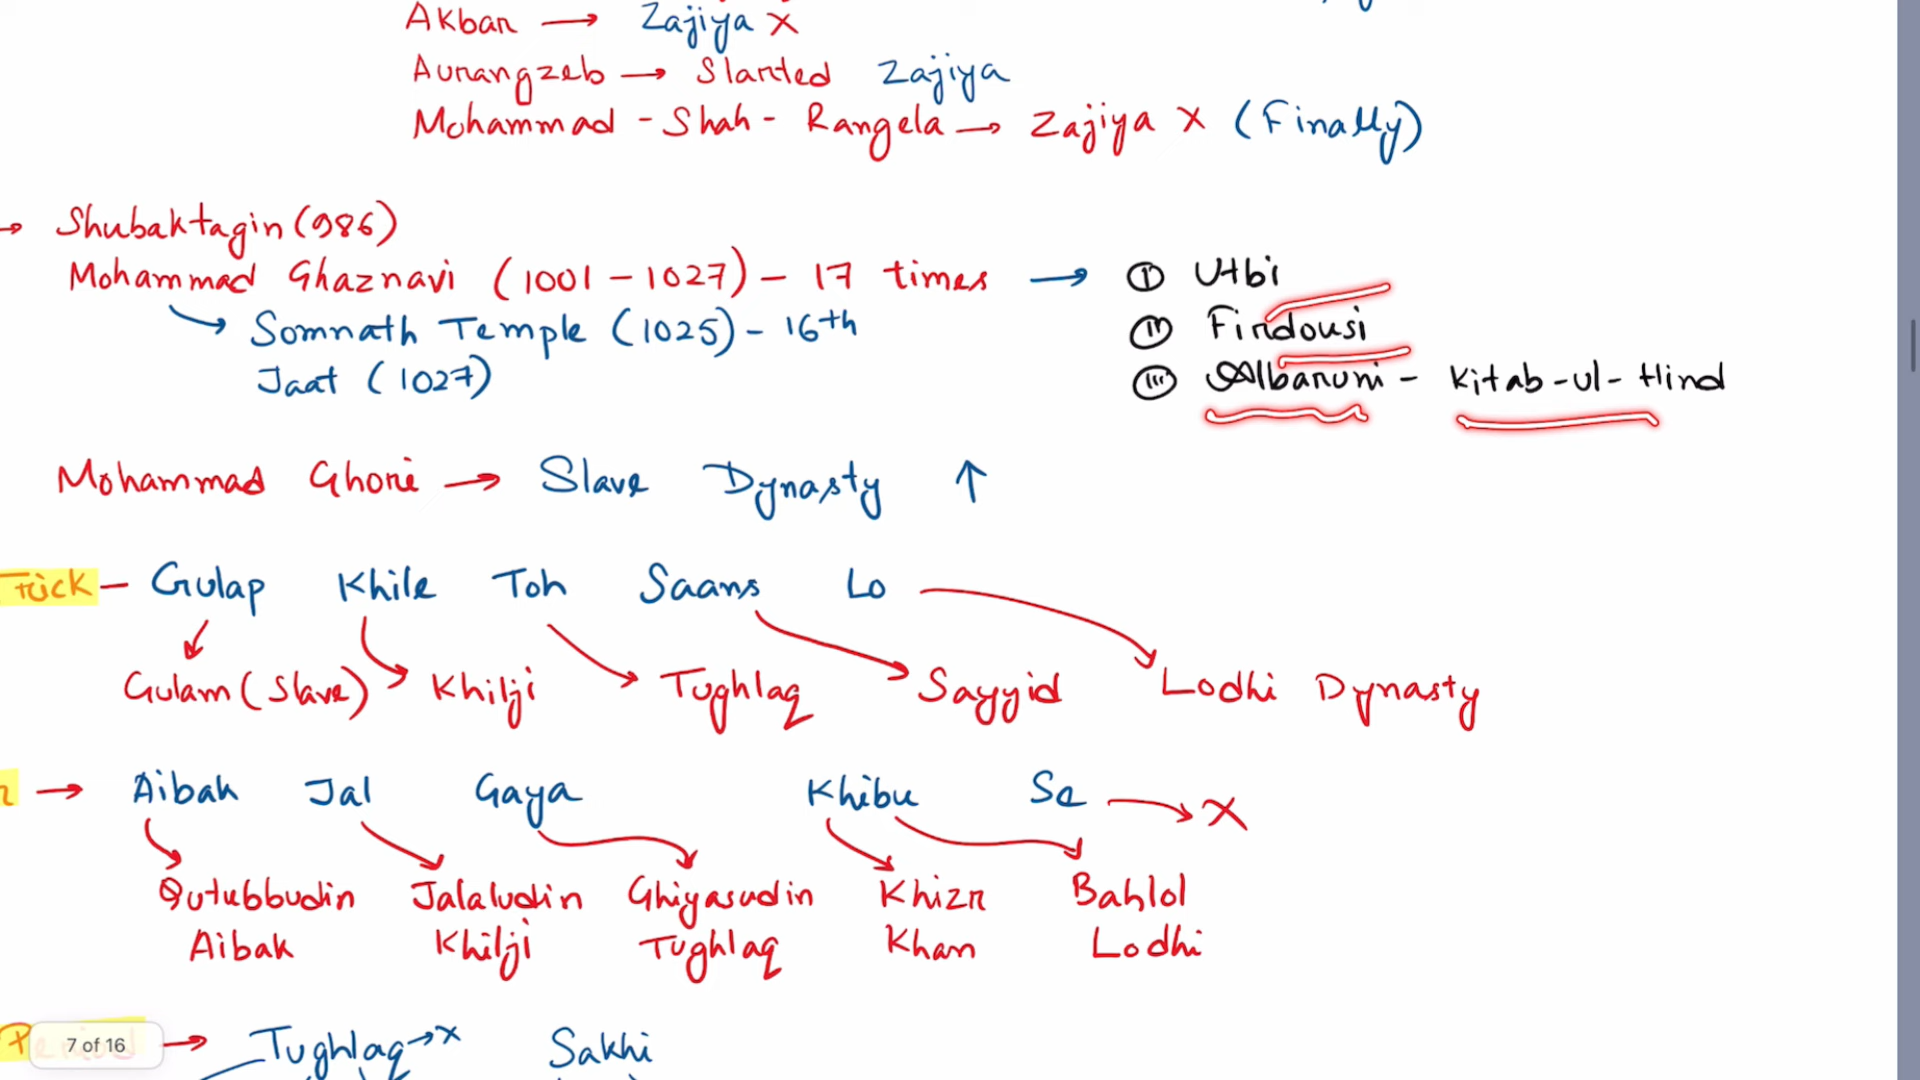 Akbar → Zajiya X
Aurangzeb → Started Zajiya
Mohammad - Shah - Rangela → Zajiya X (Finally)
→ Shubaktagin (986)
Mohammad Ghaznavi (1001 – 1027) – 17 times → (i) Utbi
Somnath Temple (1025) – 16th (ii) Firdousi
Jaat (1027) (iii) Albaruni – Kitab-ul-Hind
Mohammad Ghori → Slave Dynasty ↑
Trick – Gulap Khile Toh Saans Lo
Gulam (Slave) Khilji Tughlaq Sayyid Lodhi Dynasty
→ Aibak Jal Gaya Khibu Se → X
Qutubbudin Jalaludin Ghiyasudin Khizr Bahlol
Aibak Khilji Tughlaq Khan Lodhi
7 of 16 → Tughlaq → x Sakhi